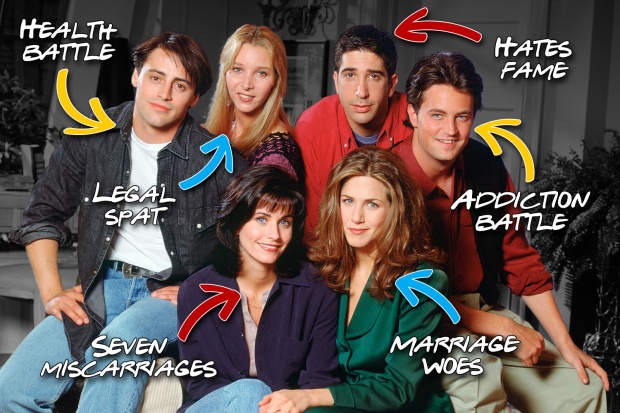 Health
Battle
Hates
Fame
Legal
Spat
Addiction
Battle
Seven
Miscarriages
Marriage
Woes